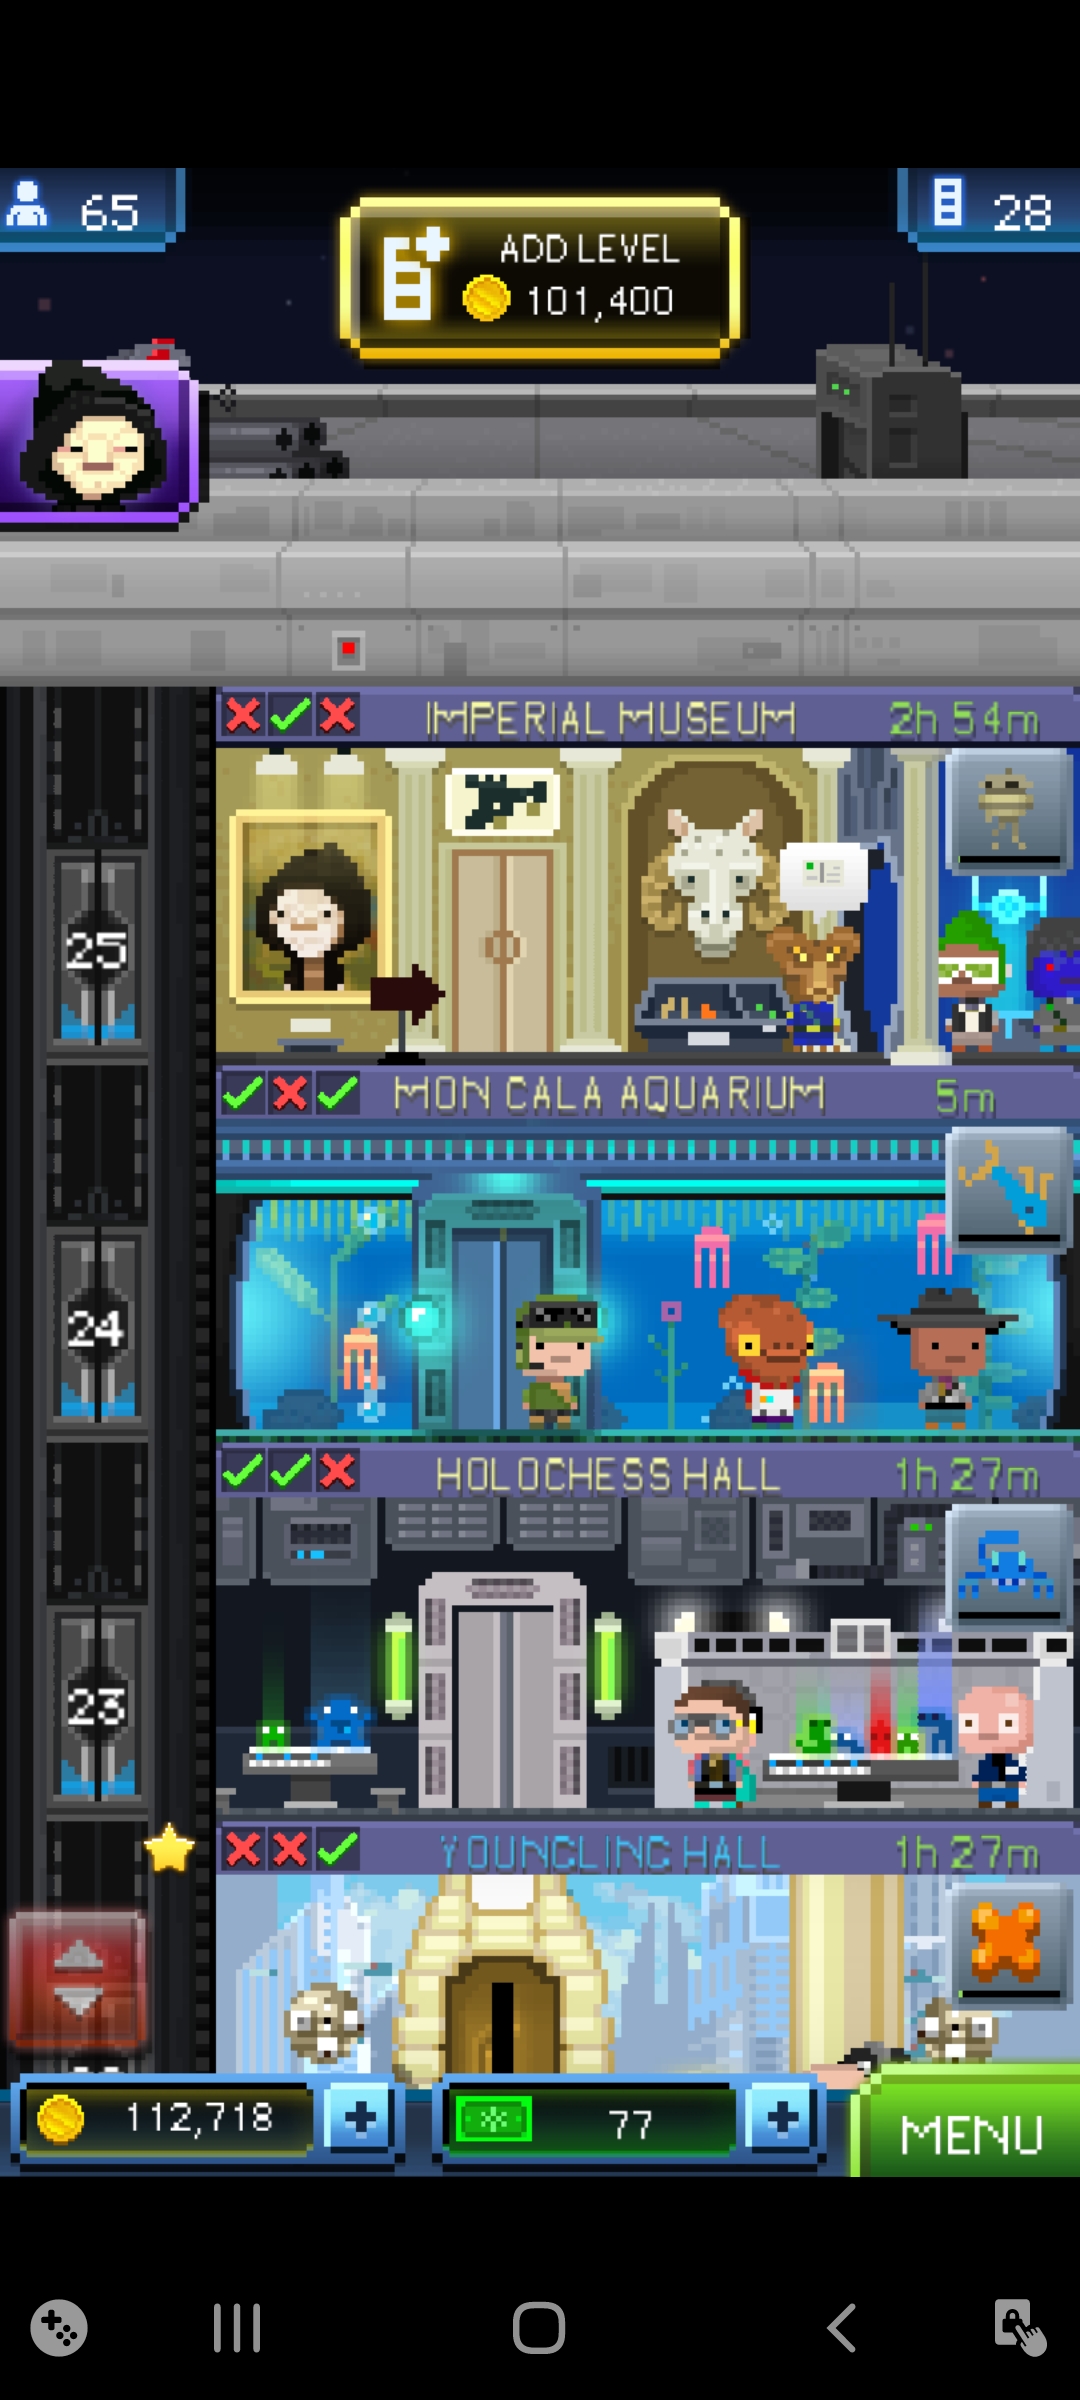 65
ADD LEVEL
101,400
28
IMPERIAL MUSEUM 2h 54m
25
MON CALA AQUARIUM 5m
24
HOLOCHESS HALL 1h 27m
23
YOUNGLING HALL 1h 27m
112,718
77
MENU